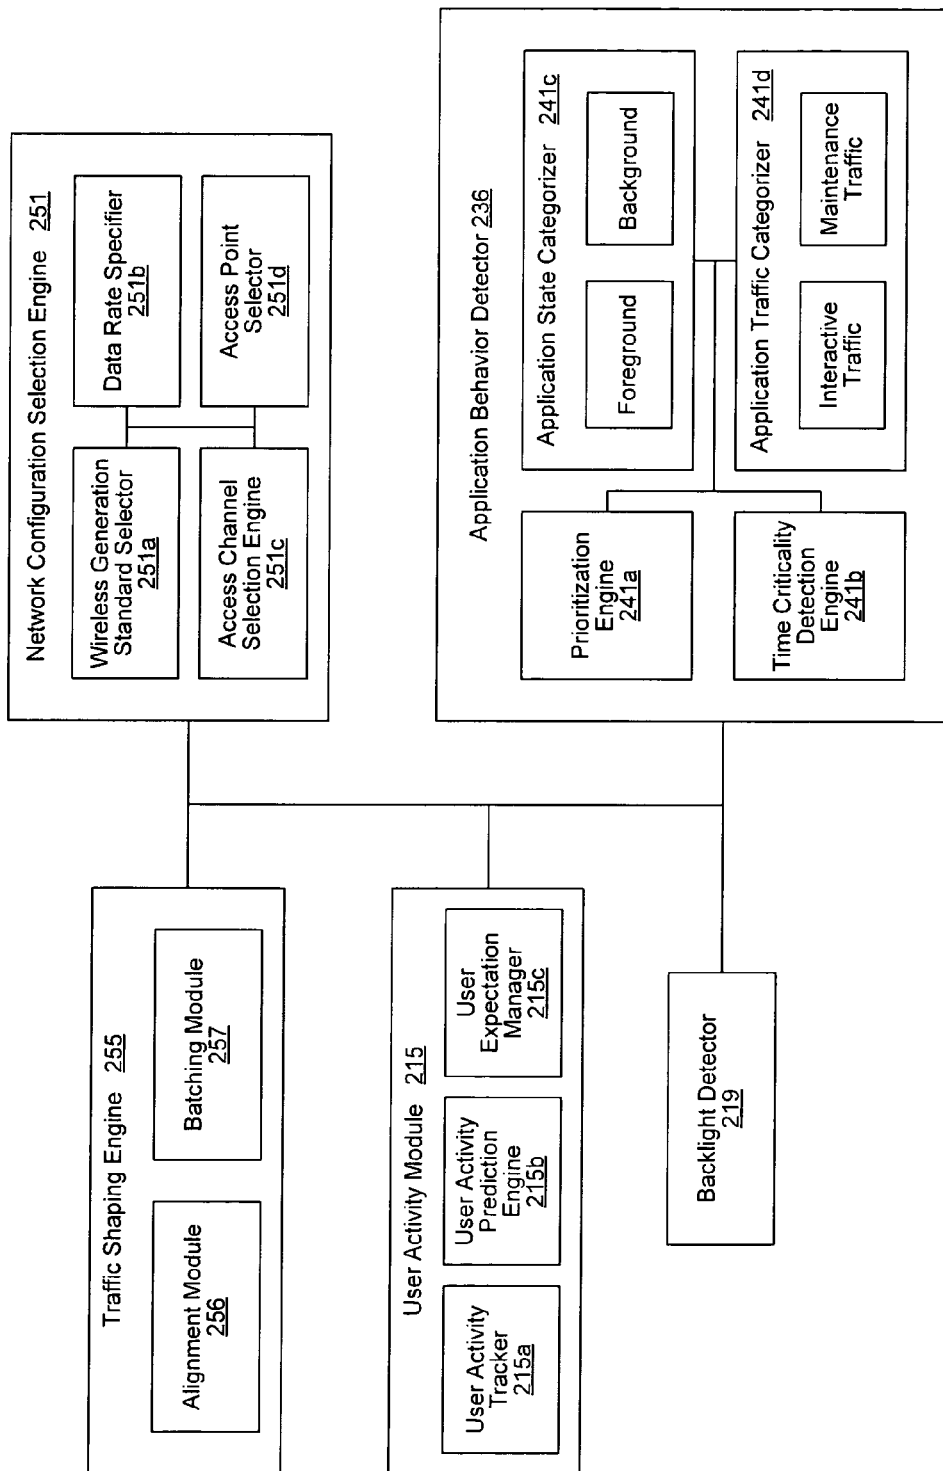 Traffic Shaping Engine 255
Alignment Module
256
Batching Module
257
Network Configuration Selection Engine 251
Wireless Generation
Standard Selector
251a
Data Rate Specifier
251b
Access Channel
Selection Engine
251c
Access Point
Selector
251d
User Activity Module 215
User Activity
Tracker
215a
User Activity
Prediction
Engine
215b
User
Expectation
Manager
215c
Backlight Detector
219
Application Behavior Detector 236
Prioritization
Engine
241a
Time Criticality
Detection
Engine
241b
Application State Categorizer 241c
Foreground
Background
Application Traffic Categorizer 241d
Interactive
Traffic
Maintenance
Traffic